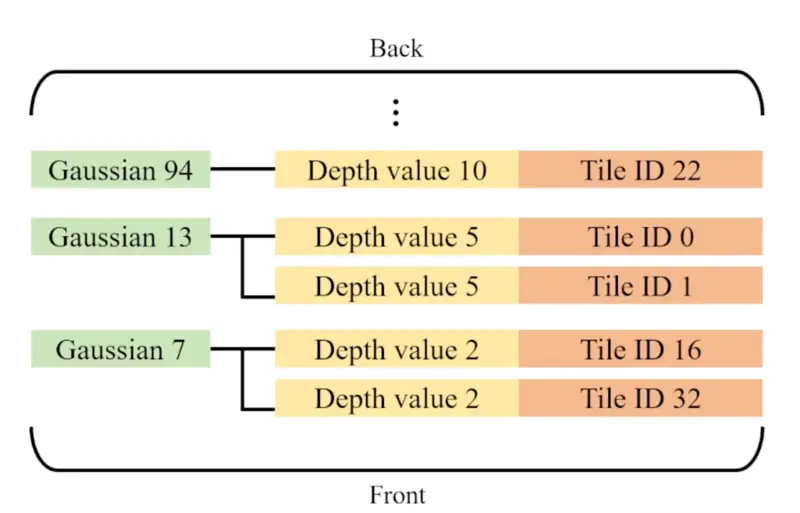 Back
⋮
Gaussian 94 Depth value 10 Tile ID 22
Gaussian 13 Depth value 5 Tile ID 0
Depth value 5 Tile ID 1
Gaussian 7 Depth value 2 Tile ID 16
Depth value 2 Tile ID 32
Front